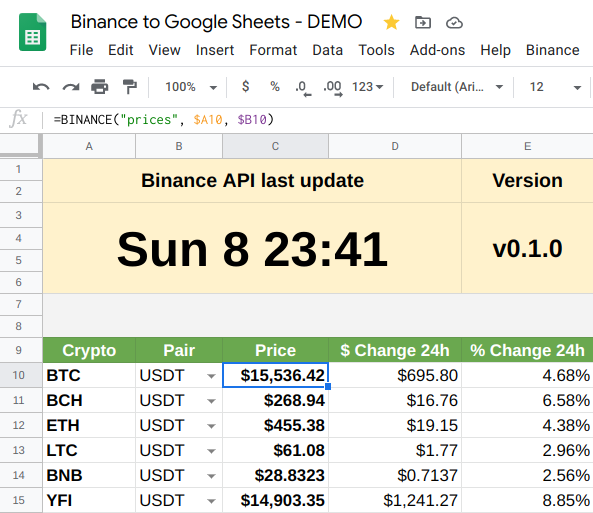 Binance to Google Sheets - DEMO
File Edit View Insert Format Data Tools Add-ons Help Binance
100% $ % .0 .00 123 Default (Ari... 12
fx =BINANCE("prices", $A10, $B10)
A B C D E
1 Binance API last update Version
2
3
4 Sun 8 23:41 v0.1.0
5
6
7
8
9 Crypto Pair Price $ Change 24h % Change 24h
10 BTC USDT $15,536.42 $695.80 4.68%
11 BCH USDT $268.94 $16.76 6.58%
12 ETH USDT $455.38 $19.15 4.38%
13 LTC USDT $61.08 $1.77 2.96%
14 BNB USDT $28.8323 $0.7137 2.56%
15 YFI USDT $14,903.35 $1,241.27 8.85%